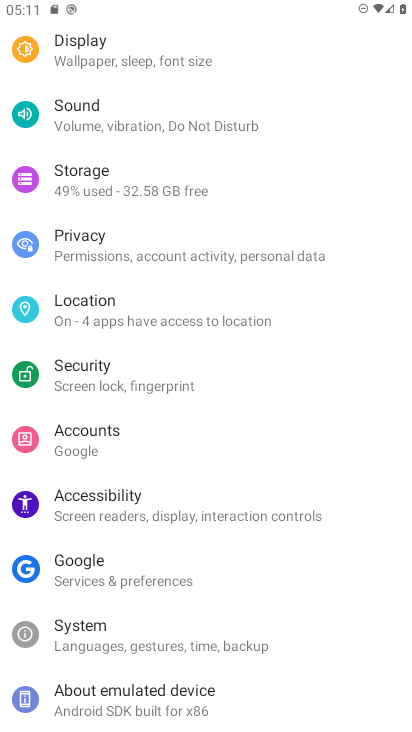 05:11
Display
Wallpaper, sleep, font size
Sound
Volume, vibration, Do Not Disturb
Storage
49% used - 32.58 GB free
Privacy
Permissions, account activity, personal data
Location
On - 4 apps have access to location
Security
Screen lock, fingerprint
Accounts
Google
Accessibility
Screen readers, display, interaction controls
Google
Services & preferences
System
Languages, gestures, time, backup
About emulated device
Android SDK built for x86